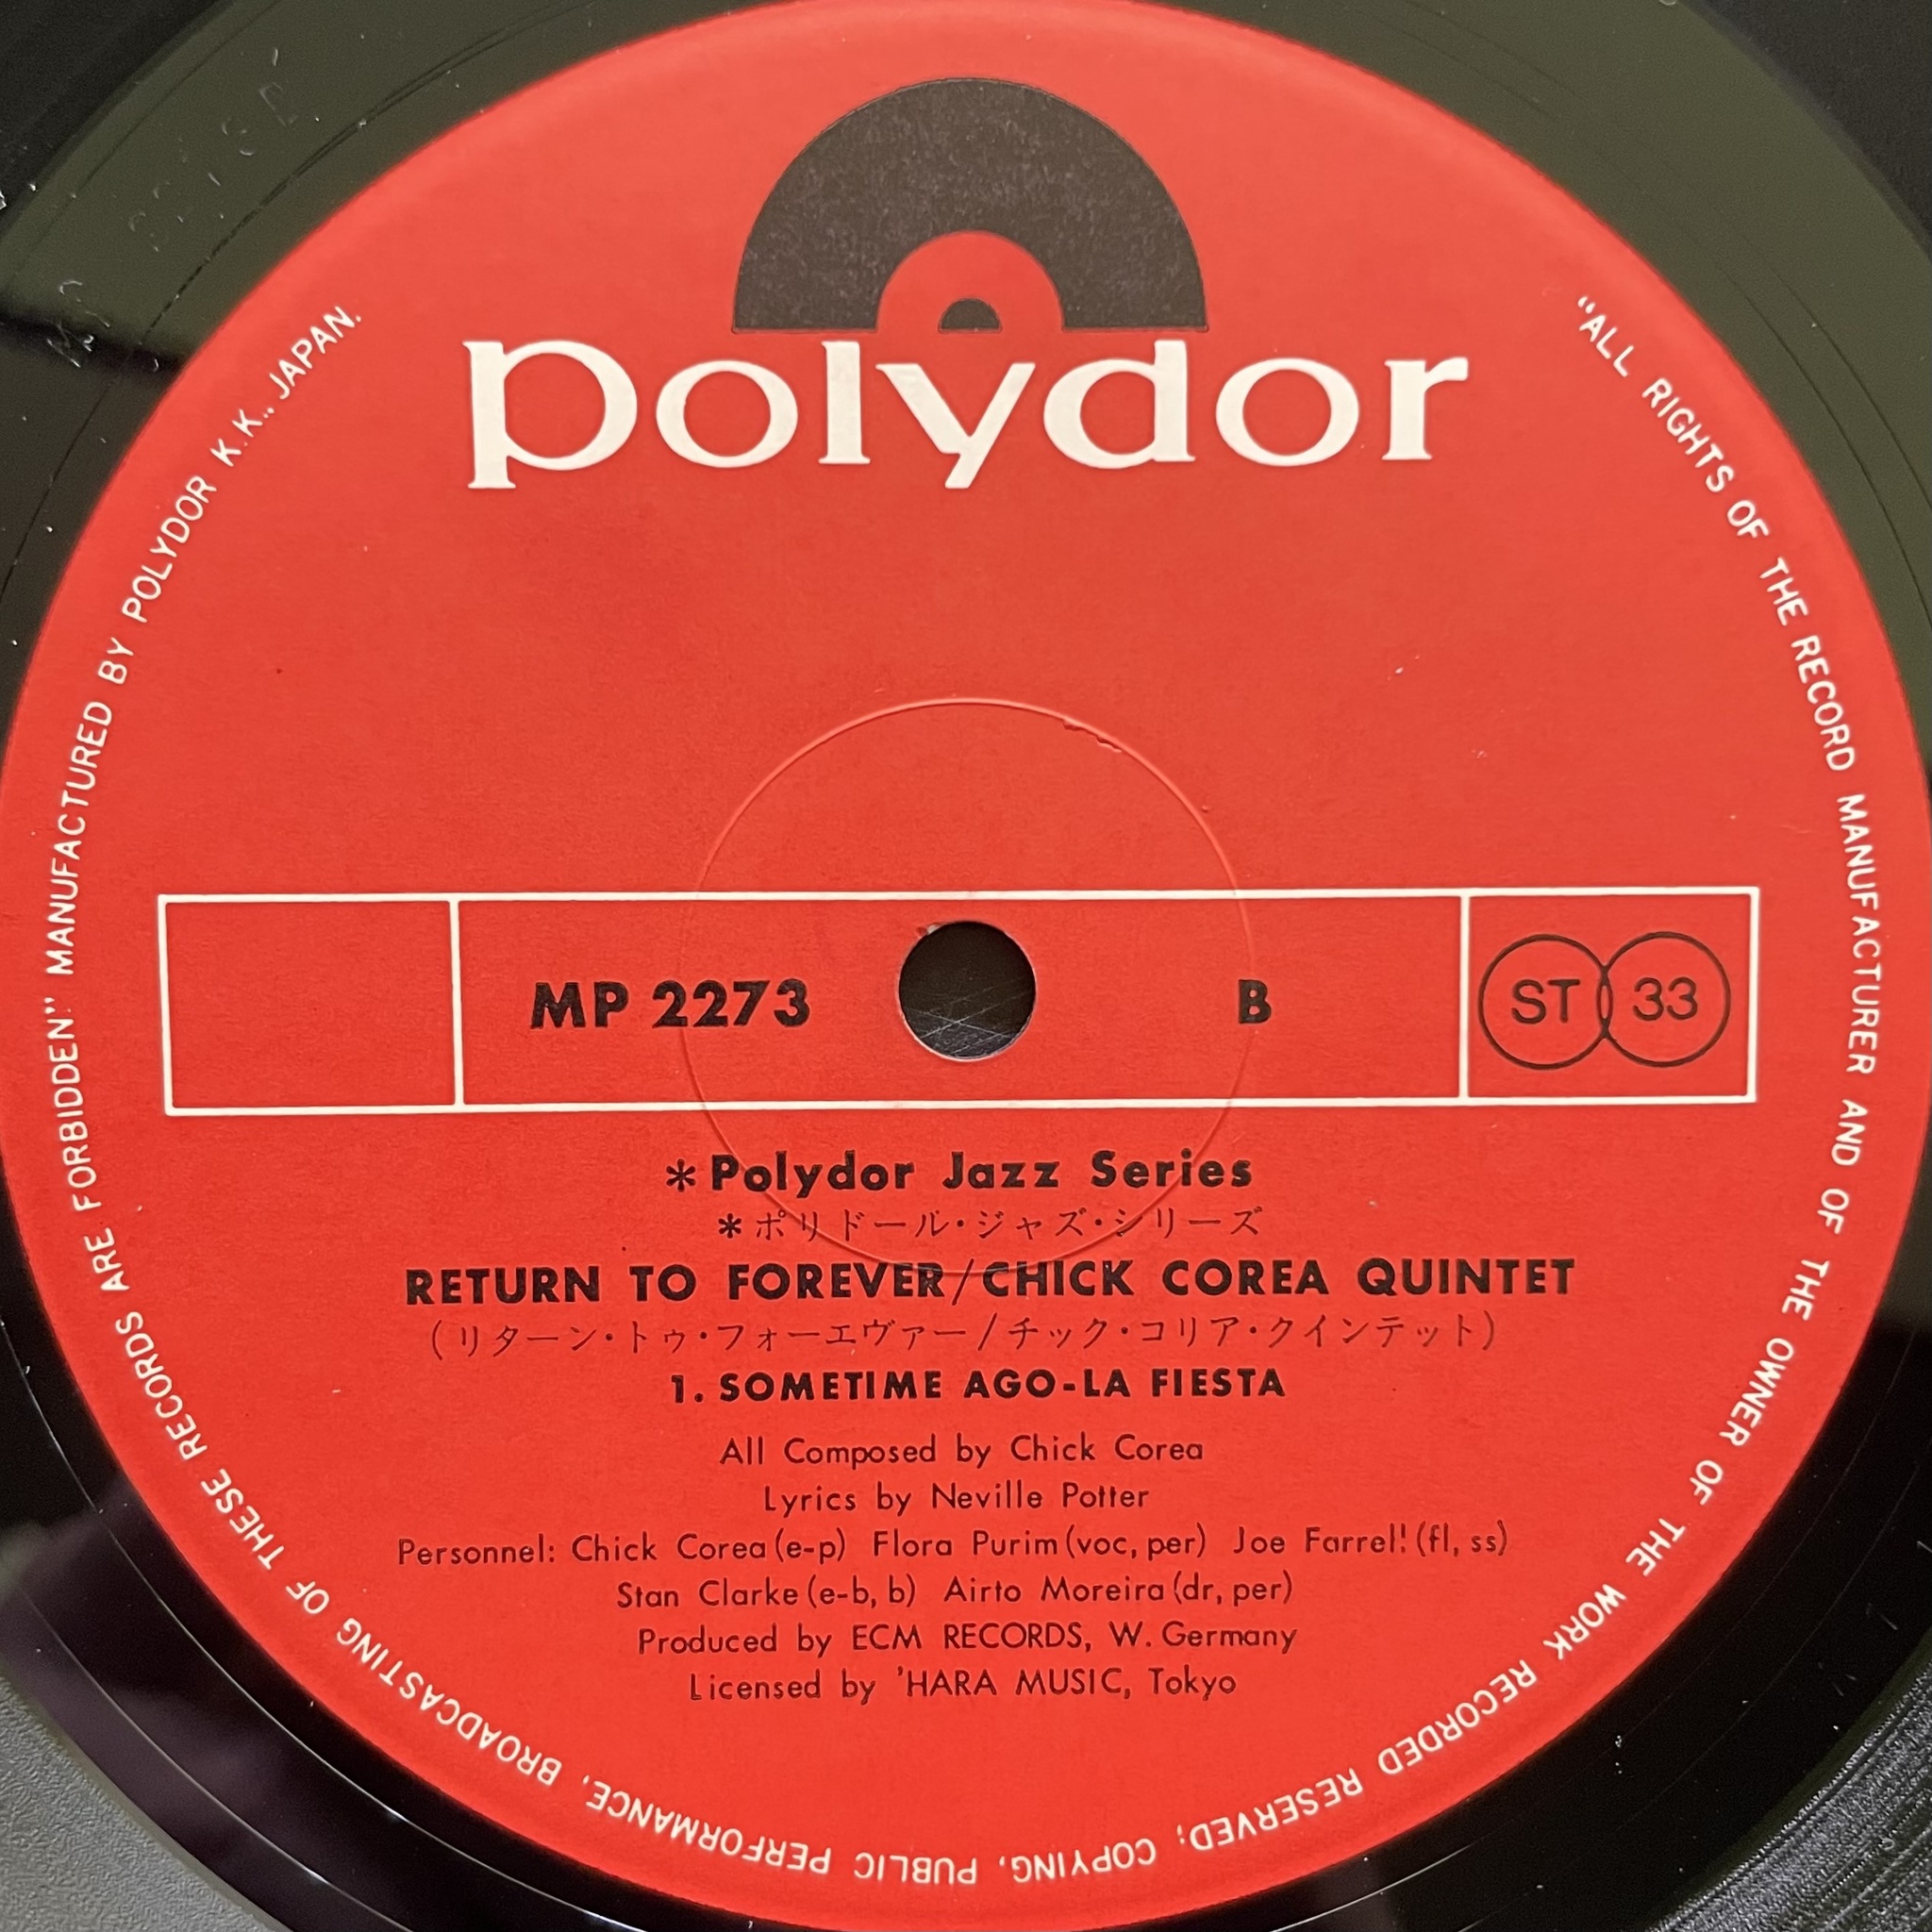 polydor
MP 2273
B
ST 33
*Polydor Jazz Series
*ポリドール・ジャズ・シリーズ
RETURN TO FOREVER/CHICK COREA QUINTET
(リターン・トゥ・フォーエヴァー/チック・コリア・クインテット)
1. SOMETIME AGO-LA FIESTA
All Composed by Chick Corea
Lyrics by Neville Potter
Personnel: Chick Corea (e-p) Flora Purim (voc, per) Joe Farrell (fl, ss)
Stan Clarke (e-b, b) Airto Moreira (dr, per)
Produced by ECM RECORDS, W. Germany
Licensed by 'HARA MUSIC, Tokyo
"ALL RIGHTS OF THE RECORD MANUFACTURER AND OF THE OWNER OF THE WORK RECORDED RESERVED; COPYING, PUBLIC PERFORMANCE, BROADCASTING OF THESE RECORDS ARE FORBIDDEN." MANUFACTURED BY POLYDOR K.K., JAPAN.